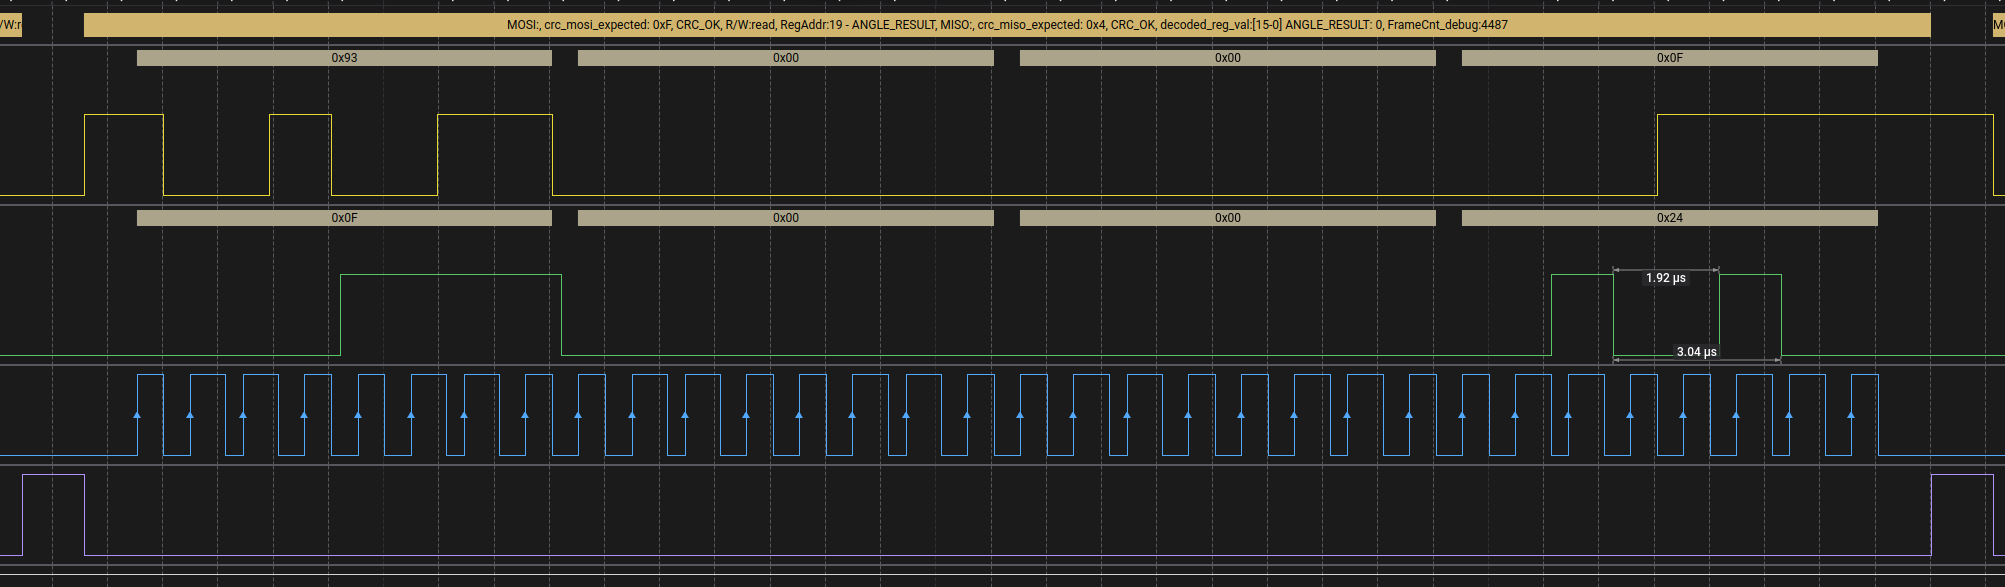 /W:r
MOSI:, crc_mosi_expected: 0xF, CRC_OK, R/W:read, RegAddr:19 - ANGLE_RESULT, MISO:, crc_miso_expected: 0x4, CRC_OK, decoded_reg_val:[15-0] ANGLE_RESULT: 0, FrameCnt_debug:4487
M
0x93 0x00 0x00 0x0F
0x0F 0x00 0x00 0x24
1.92 µs
3.04 µs